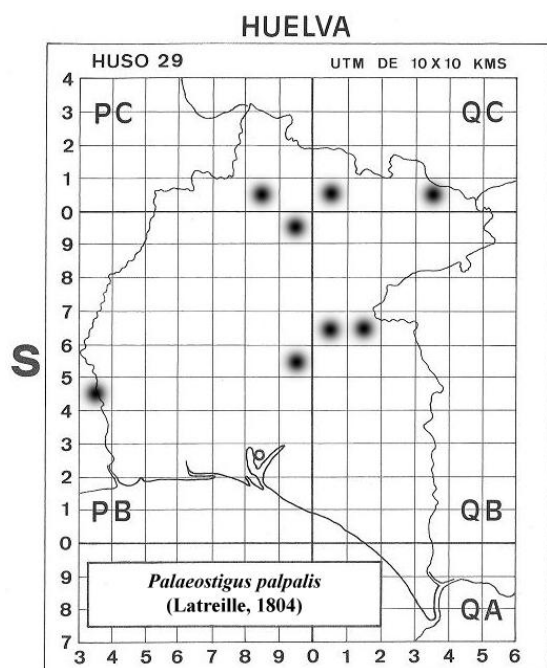 HUELVA
HUSO 29
UTM DE 10 X 10 KMS
4
3
2
1
0
9
8
7
6
5
4
3
2
1
0
9
8
7
PC
QC
S
PB
QB
QA
Palaeostigus palpalis
(Latreille, 1804)
3 4 5 6 7 8 9 0 1 2 3 4 5 6